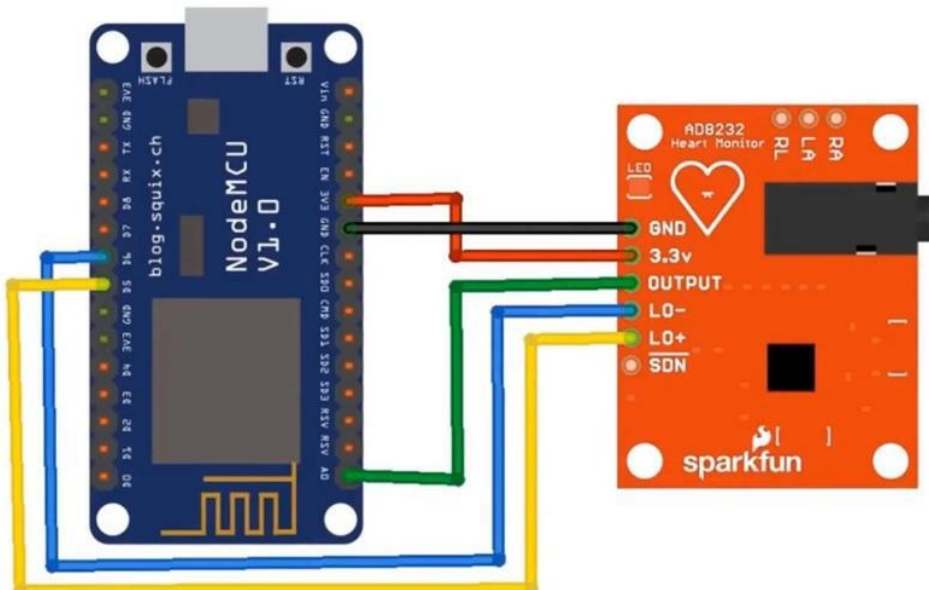 FLASH
RST
3V3
GND
TX
RX
D8
D7
D6
D5
GND
3V3
D4
D3
D2
D1
D0
blog.squix.ch
NodeMCU
V1.0
Vin
GND
RST
EN
3V3
GND
CLK
SD0
CMD
SD1
SD2
SD3
RSV
RSV
A0
AD8232
Heart Monitor
RL
LA
RA
LED
GND
3.3v
OUTPUT
LO-
LO+
SDN
sparkfun